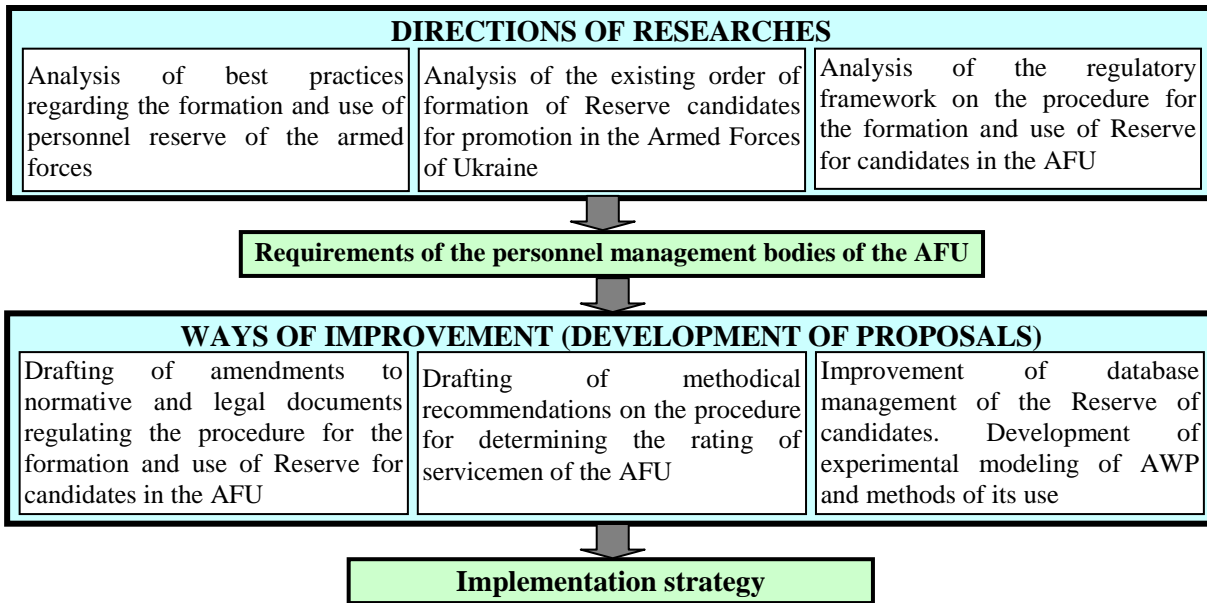 DIRECTIONS OF RESEARCHES
Analysis of best practices
regarding the formation and use of
personnel reserve of the armed
forces
Analysis of the existing order of
formation of Reserve candidates
for promotion in the Armed Forces
of Ukraine
Analysis of the regulatory
framework on the procedure for
the formation and use of Reserve
for candidates in the AFU
Requirements of the personnel management bodies of the AFU
WAYS OF IMPROVEMENT (DEVELOPMENT OF PROPOSALS)
Drafting of amendments to
normative and legal documents
regulating the procedure for the
formation and use of Reserve for
candidates in the AFU
Drafting of methodical
recommendations on the procedure
for determining the rating of
servicemen of the AFU
Improvement of database
management of the Reserve of
candidates. Development of
experimental modeling of AWP
and methods of its use
Implementation strategy